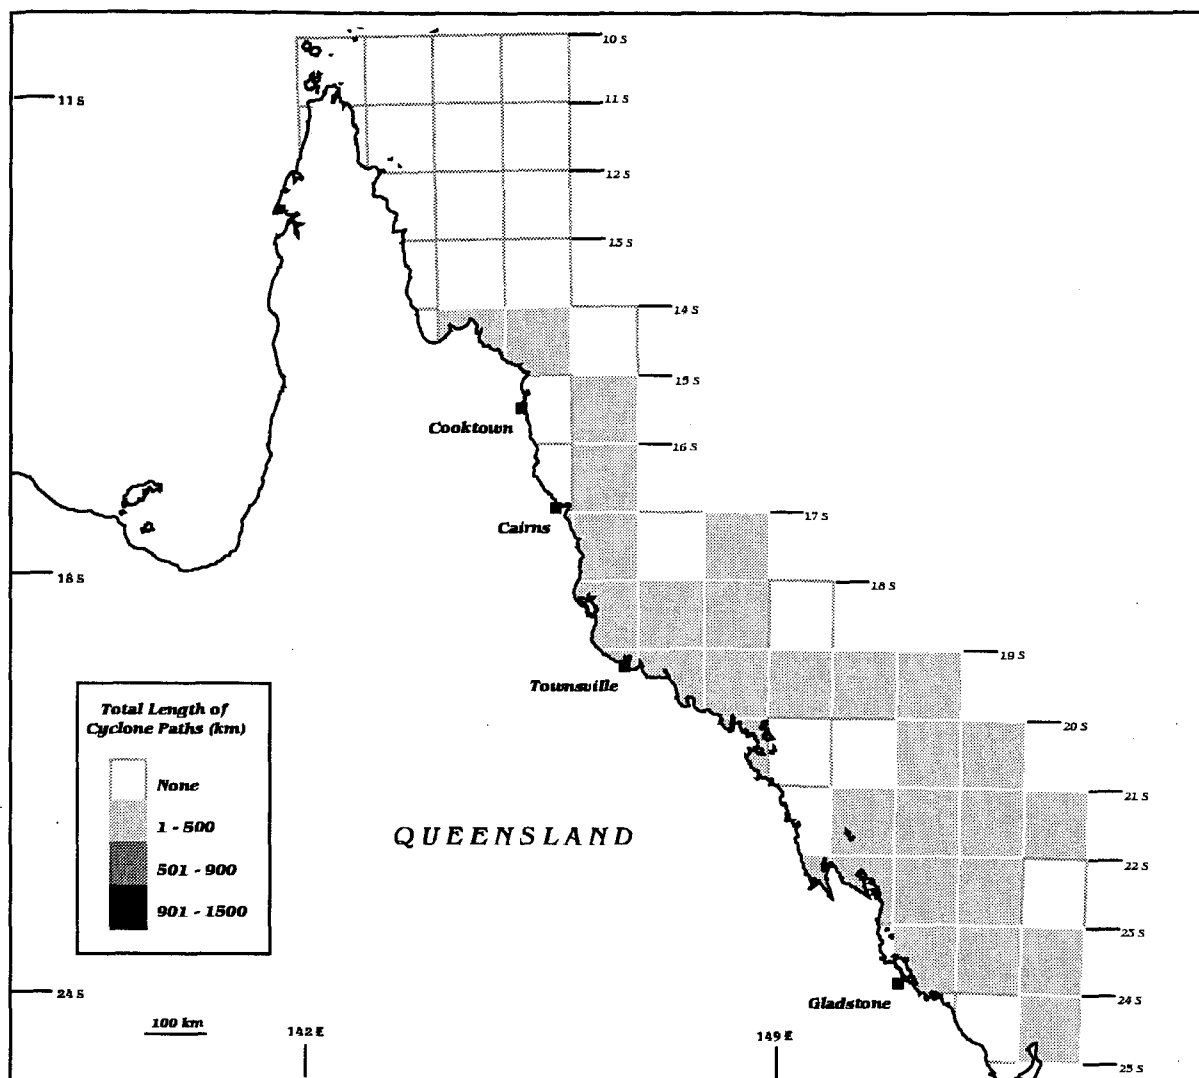 10 S
11 S
11 S
12 S
13 S
14 S
15 S
Cooktown
16 S
Cairns
17 S
18 S
18 S
19 S
Townsville
Total Length of
Cyclone Paths (km)
None
1 - 500
501 - 900
901 - 1500
20 S
21 S
QUEENSLAND
22 S
23 S
24 S
24 S
Gladstone
100 km
142 E
149 E
25 S